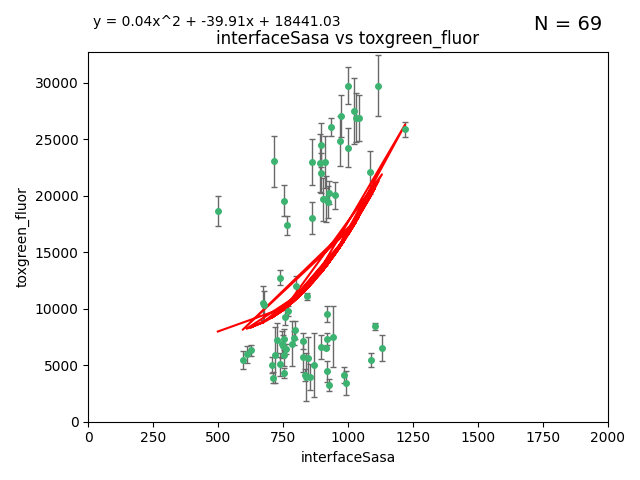 y = 0.04x^2 + -39.91x + 18441.03
N = 69
interfaceSasa vs toxgreen_fluor
toxgreen_fluor
30000
25000
20000
15000
10000
5000
0
0 250 500 750 1000 1250 1500 1750 2000
interfaceSasa